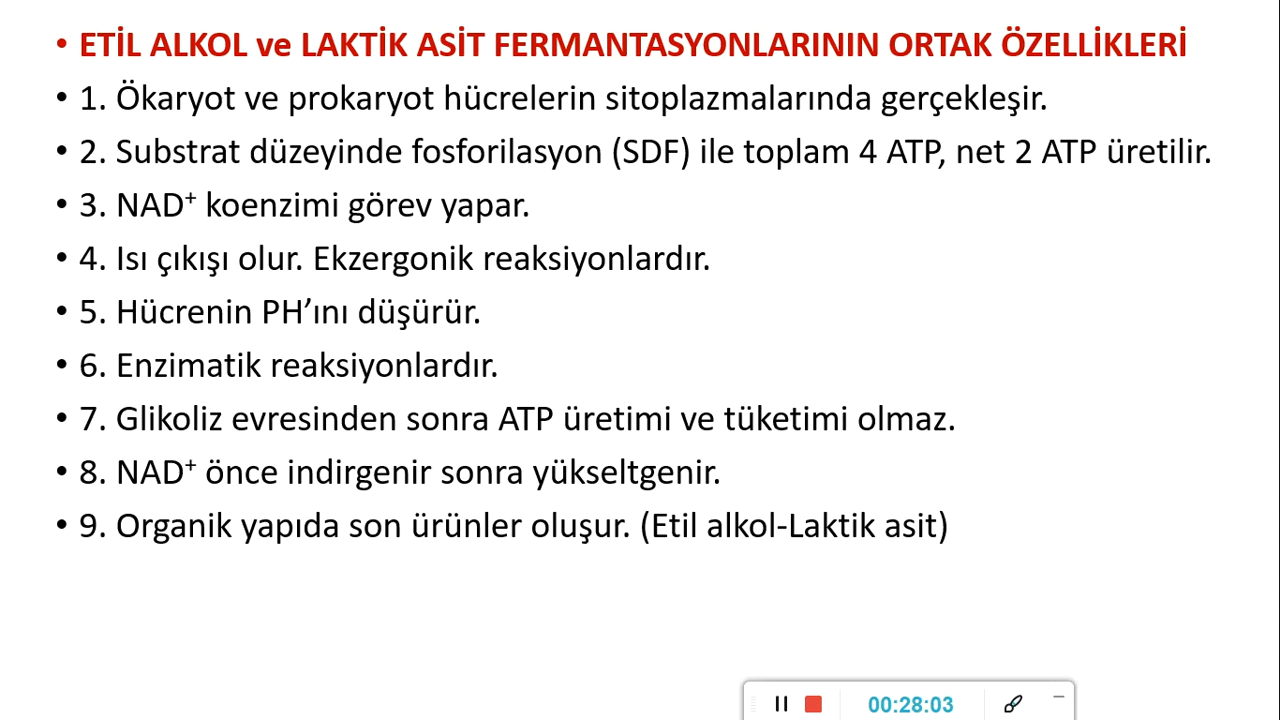 • ETİL ALKOL ve LAKTİK ASİT FERMANTASYONLARININ ORTAK ÖZELLİKLERİ
• 1. Ökaryot ve prokaryot hücrelerin sitoplazmalarında gerçekleşir.
• 2. Substrat düzeyinde fosforilasyon (SDF) ile toplam 4 ATP, net 2 ATP üretilir.
• 3. NAD⁺ koenzimi görev yapar.
• 4. Isı çıkışı olur. Ekzergonik reaksiyonlardır.
• 5. Hücrenin PH’ını düşürür.
• 6. Enzimatik reaksiyonlardır.
• 7. Glikoliz evresinden sonra ATP üretimi ve tüketimi olmaz.
• 8. NAD⁺ önce indirgenir sonra yükseltgenir.
• 9. Organik yapıda son ürünler oluşur. (Etil alkol-Laktik asit)
00:28:03